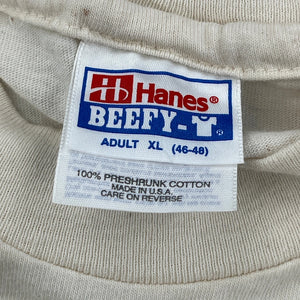 Hanes®
BEEFY-T®
ADULT XL (46-48)
100% PRESHRUNK COTTON
MADE IN U.S.A.
CARE ON REVERSE